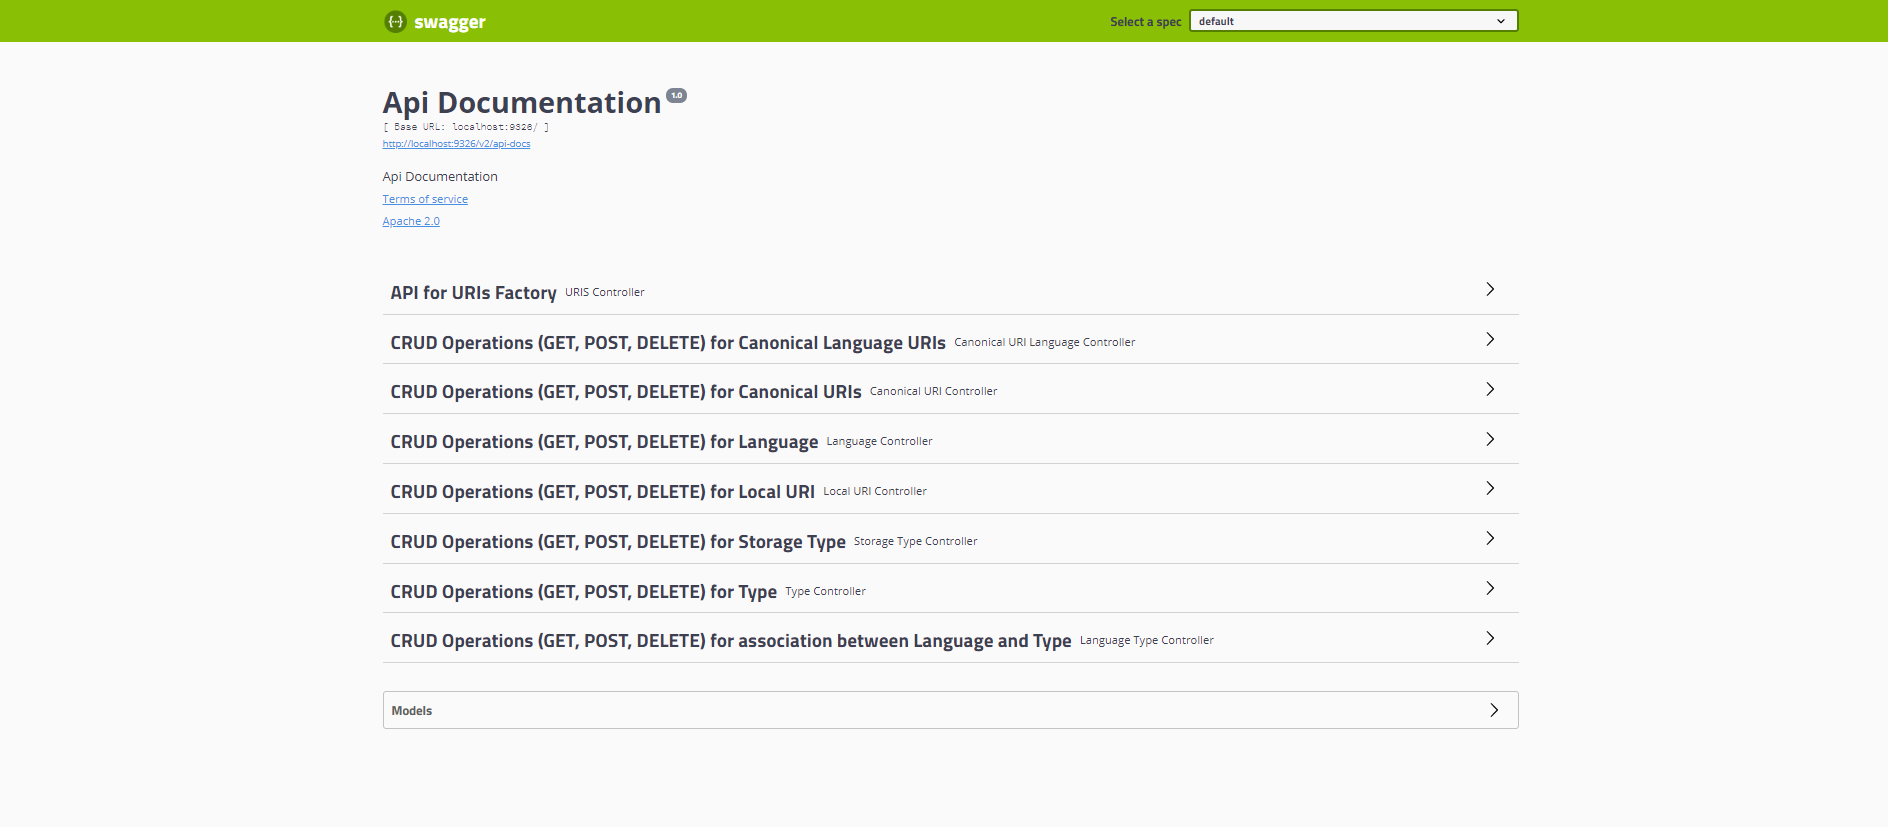 swagger
Select a spec default
Api Documentation 1.0
[ Base URL: localhost:9326/ ]
http://localhost:9326/v2/api-docs
Api Documentation
Terms of service
Apache 2.0
API for URIs Factory URIS Controller
CRUD Operations (GET, POST, DELETE) for Canonical Language URIs Canonical URI Language Controller
CRUD Operations (GET, POST, DELETE) for Canonical URIs Canonical URI Controller
CRUD Operations (GET, POST, DELETE) for Language Language Controller
CRUD Operations (GET, POST, DELETE) for Local URI Local URI Controller
CRUD Operations (GET, POST, DELETE) for Storage Type Storage Type Controller
CRUD Operations (GET, POST, DELETE) for Type Type Controller
CRUD Operations (GET, POST, DELETE) for association between Language and Type Language Type Controller
Models